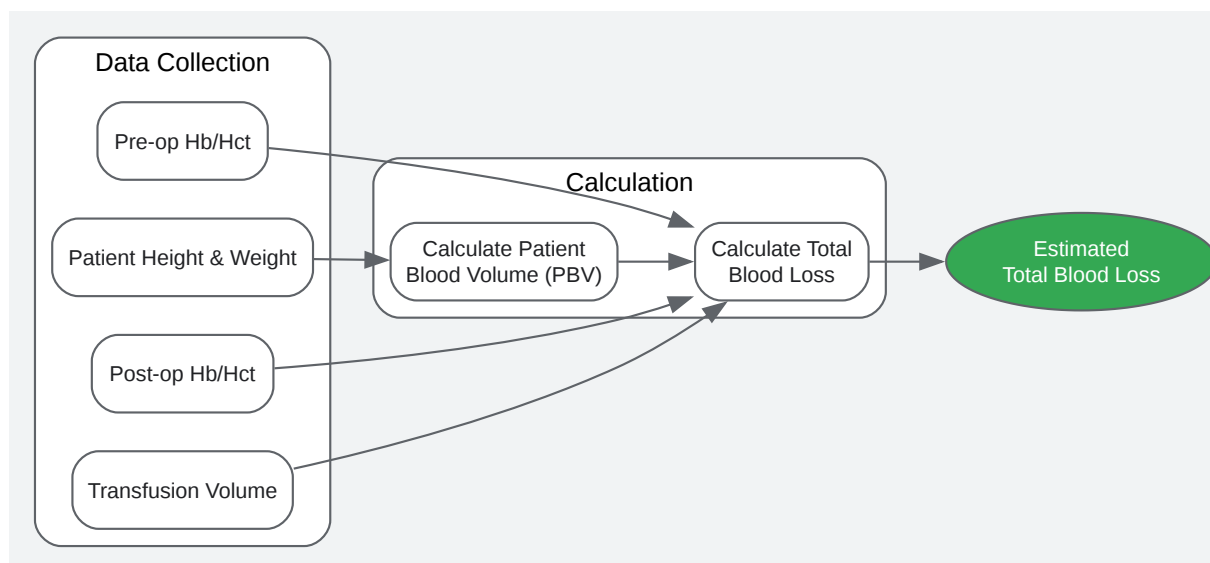 Data Collection
Pre-op Hb/Hct
Patient Height & Weight
Post-op Hb/Hct
Transfusion Volume
Calculation
Calculate Patient
Blood Volume (PBV)
Calculate Total
Blood Loss
Estimated
Total Blood Loss